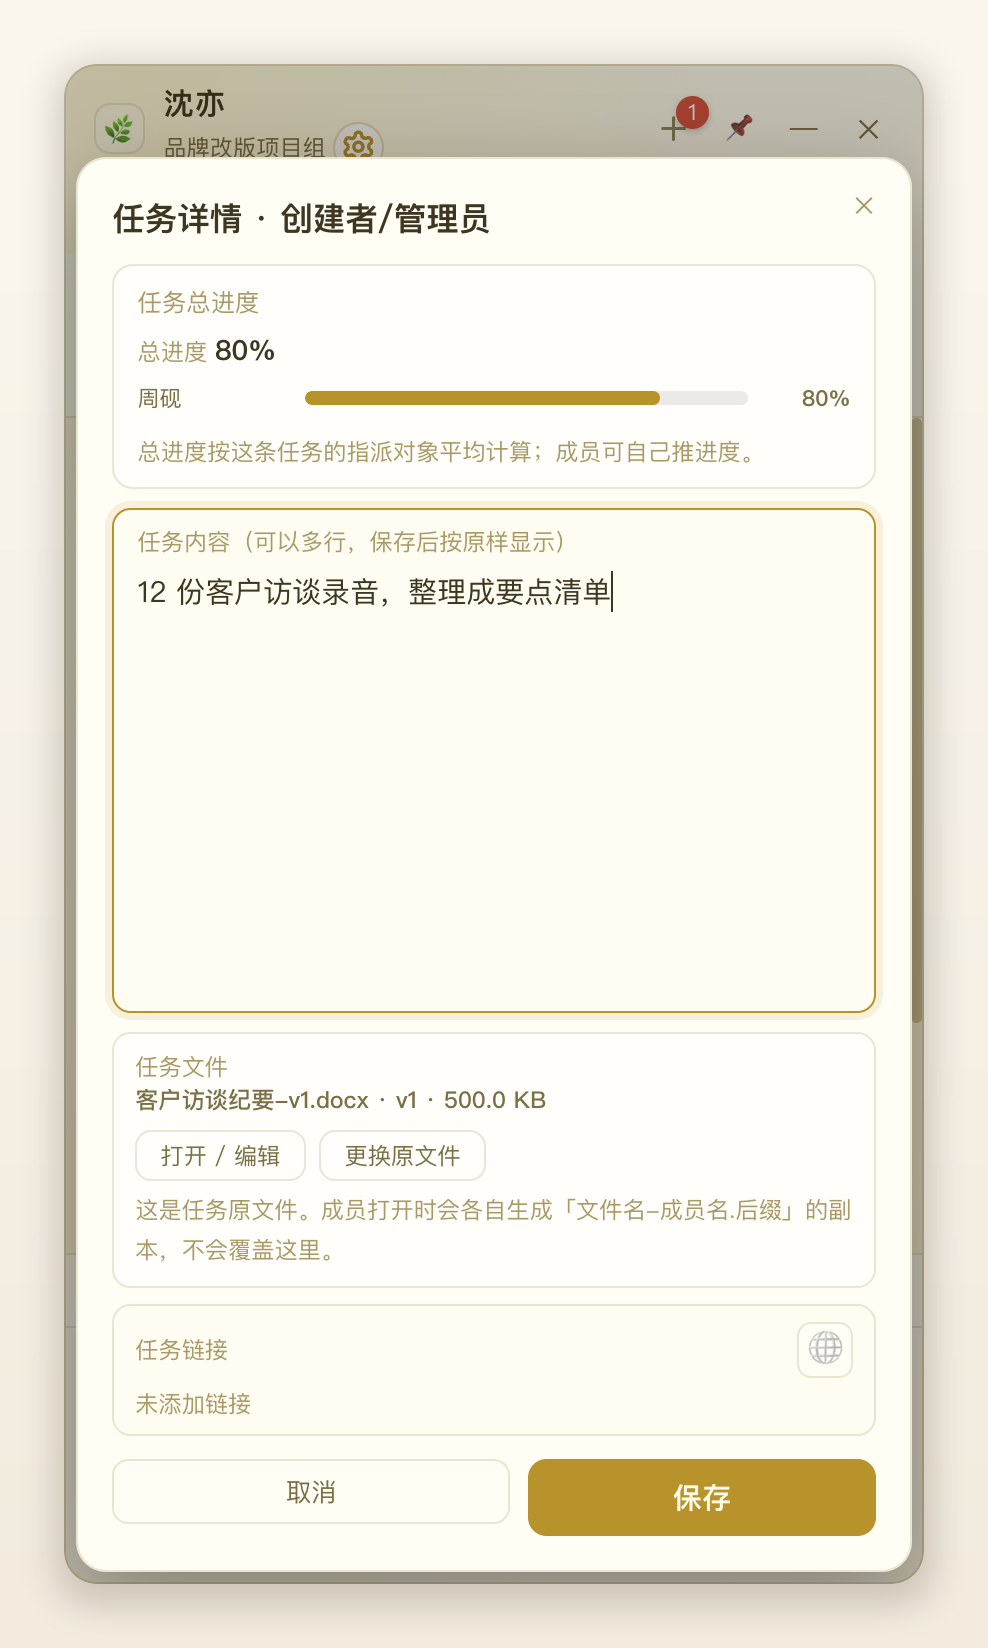 沈亦
品牌改版项目组
1
任务详情 · 创建者/管理员
任务总进度
总进度 80%
周砚 80%
总进度按这条任务的指派对象平均计算；成员可自己推进度。
任务内容（可以多行，保存后按原样显示）
12 份客户访谈录音，整理成要点清单
任务文件
客户访谈纪要-v1.docx · v1 · 500.0 KB
打开 / 编辑 更换原文件
这是任务原文件。成员打开时会各自生成「文件名-成员名.后缀」的副
本，不会覆盖这里。
任务链接
未添加链接
取消 保存